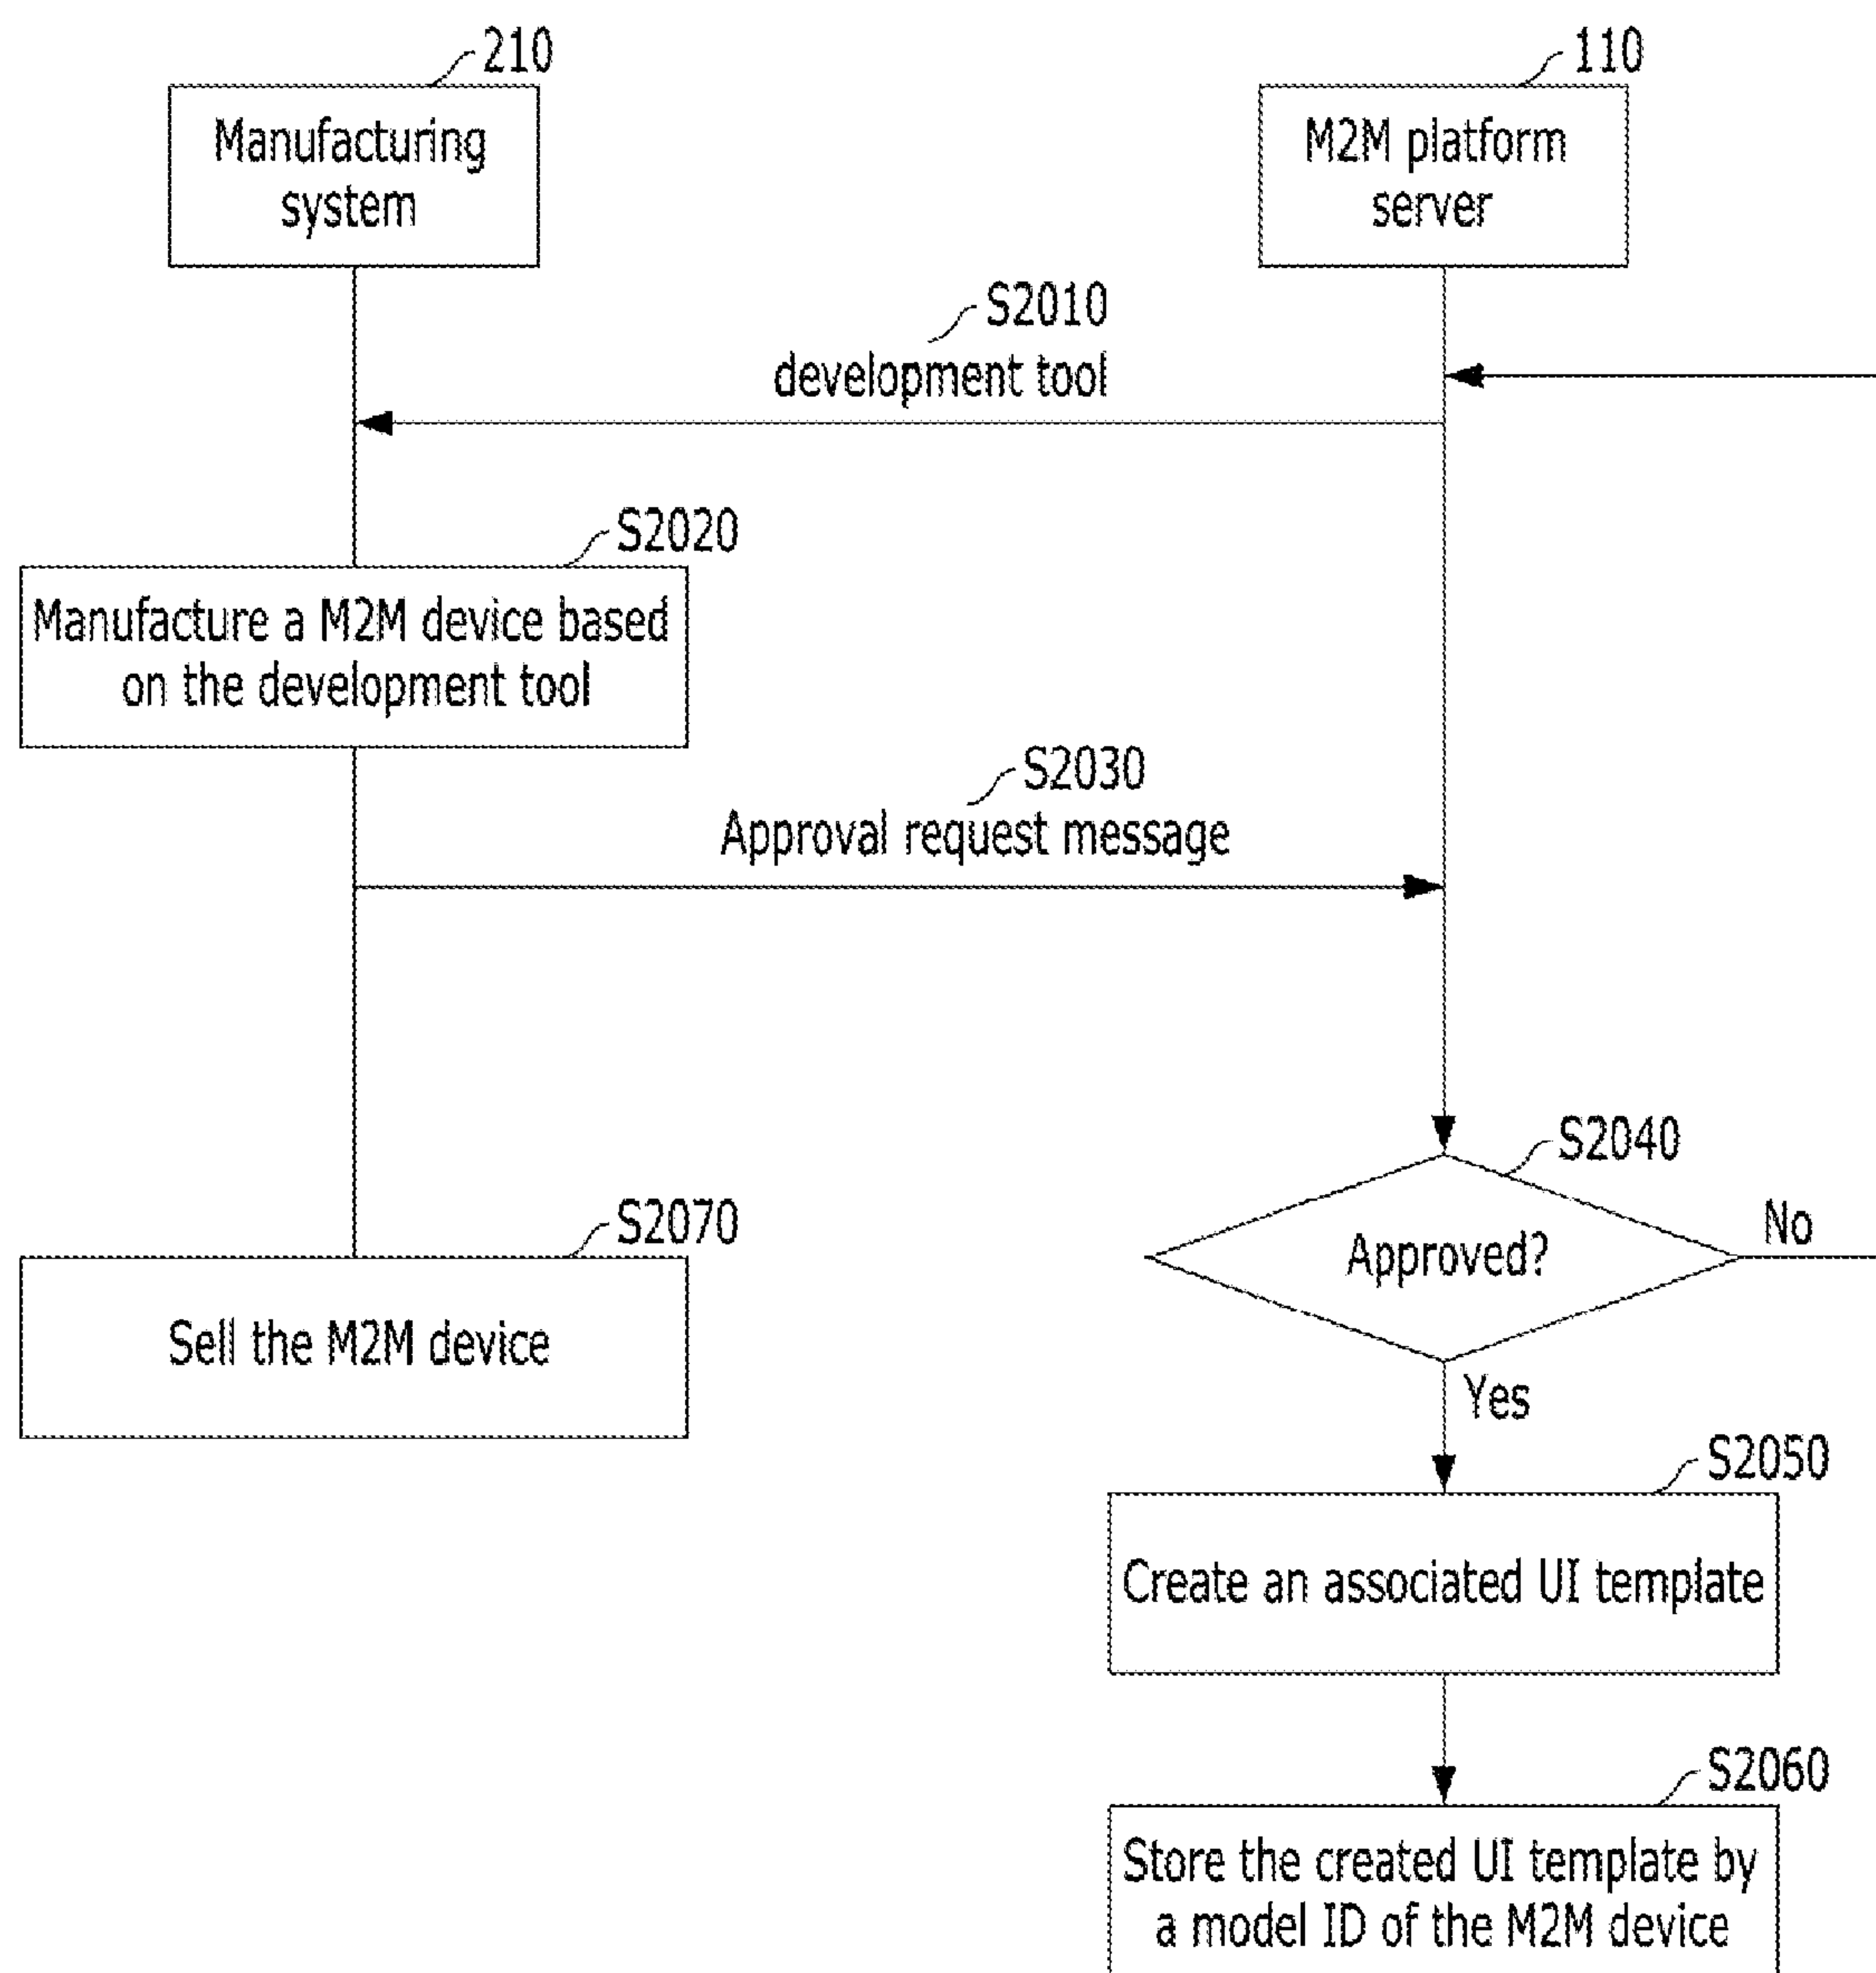 210
110
Manufacturing
system
M2M platform
server
S2010
development tool
S2020
Manufacture a M2M device based
on the development tool
S2030
Approval request message
S2040
Approved?
No
S2070
Sell the M2M device
Yes
S2050
Create an associated UI template
S2060
Store the created UI template by
a model ID of the M2M device